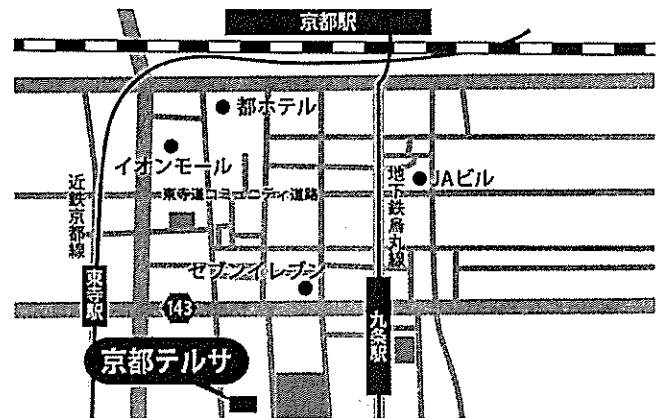 京都駅
都ホテル
イオンモール
JAビル
東寺道コミュニティ道路
近鉄京都線
地下鉄烏丸線
セブンイレブン
東寺駅
143
九条駅
京都テルサ